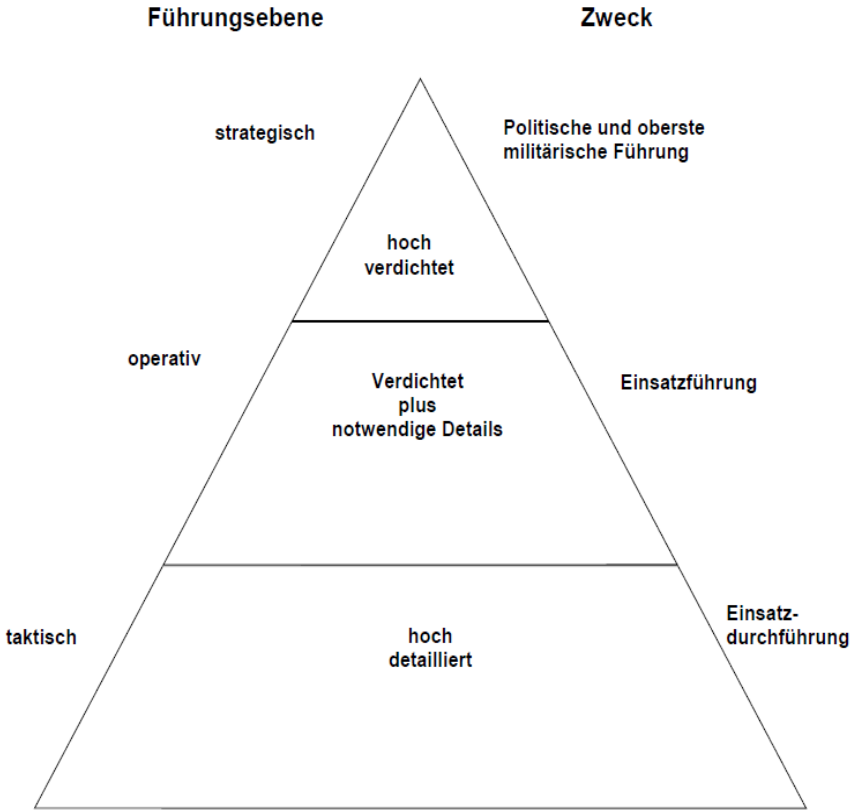 Führungsebene
Zweck
strategisch
Politische und oberste
militärische Führung
hoch
verdichtet
operativ
Verdichtet
plus
notwendige Details
Einsatzführung
taktisch
hoch
detailliert
Einsatz-
durchführung